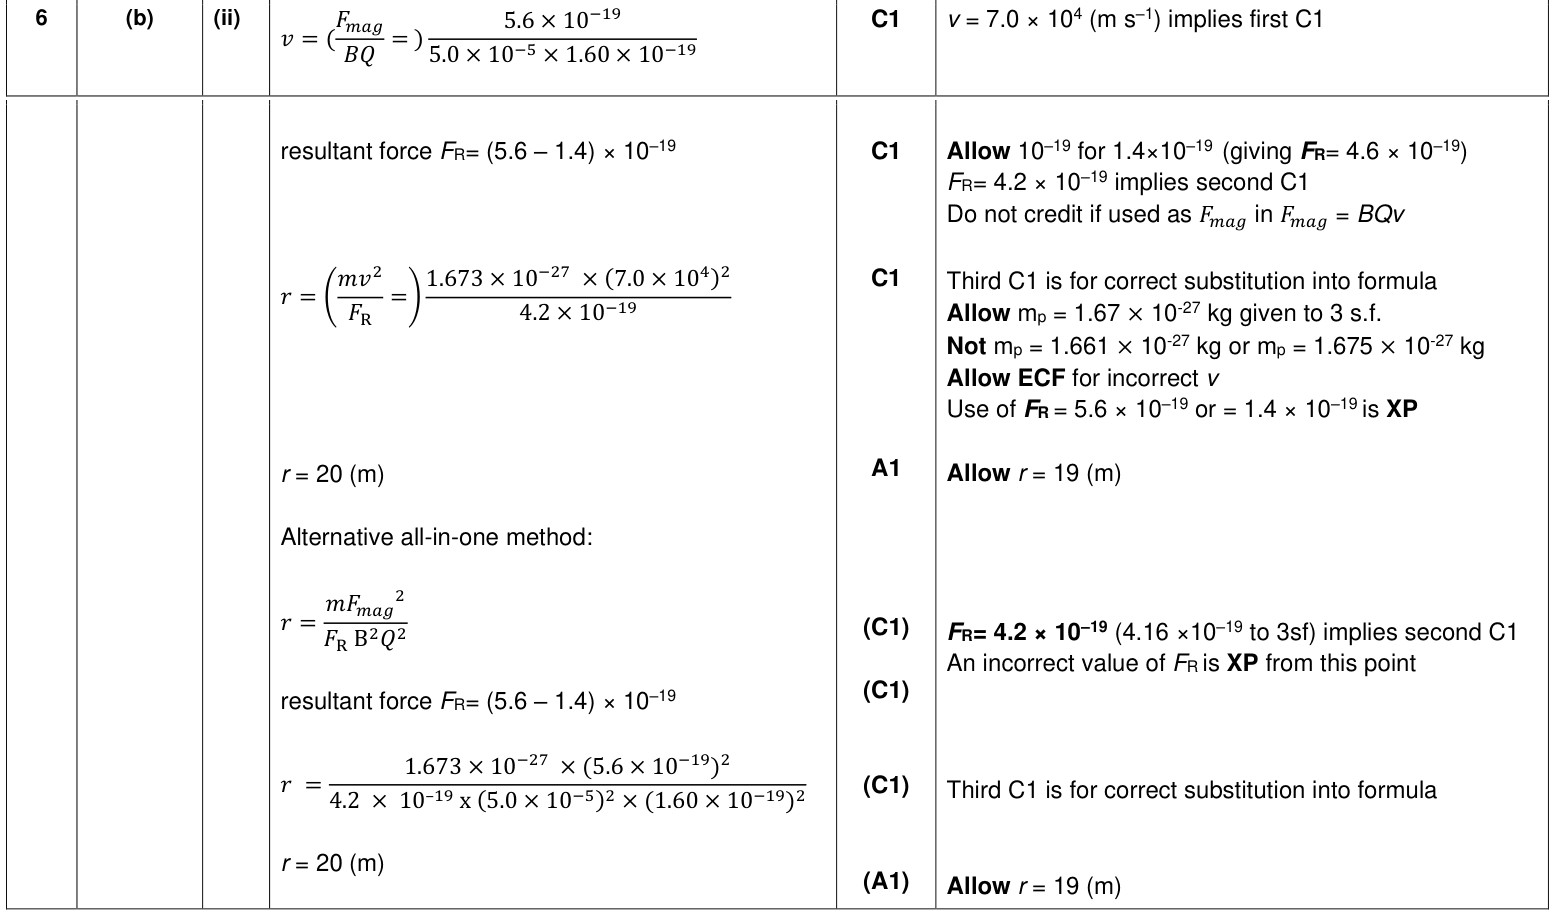 6 (b) (ii) v = (F_mag / BQ =) 5.6 × 10⁻¹⁹ / 5.0 × 10⁻⁵ × 1.60 × 10⁻¹⁹ C1 v = 7.0 × 10⁴ (m s⁻¹) implies first C1
resultant force F_R= (5.6 – 1.4) × 10⁻¹⁹ C1 Allow 10⁻¹⁹ for 1.4×10⁻¹⁹ (giving F_R= 4.6 × 10⁻¹⁹)
F_R= 4.2 × 10⁻¹⁹ implies second C1
Do not credit if used as F_mag in F_mag = BQv
r = (mv² / F_R =) 1.673 × 10⁻²⁷ × (7.0 × 10⁴)² / 4.2 × 10⁻¹⁹ C1 Third C1 is for correct substitution into formula
Allow m_p = 1.67 × 10⁻²⁷ kg given to 3 s.f.
Not m_p = 1.661 × 10⁻²⁷ kg or m_p = 1.675 × 10⁻²⁷ kg
Allow ECF for incorrect v
Use of F_R = 5.6 × 10⁻¹⁹ or = 1.4 × 10⁻¹⁹ is XP
r = 20 (m) A1 Allow r = 19 (m)
Alternative all-in-one method:
r = mF_mag² / F_R B²Q² (C1) F_R= 4.2 × 10⁻¹⁹ (4.16 ×10⁻¹⁹ to 3sf) implies second C1
An incorrect value of F_R is XP from this point
resultant force F_R= (5.6 – 1.4) × 10⁻¹⁹ (C1)
r = 1.673 × 10⁻²⁷ × (5.6 × 10⁻¹⁹)² / 4.2 × 10⁻¹⁹ x (5.0 × 10⁻⁵)² × (1.60 × 10⁻¹⁹)² (C1) Third C1 is for correct substitution into formula
r = 20 (m) (A1) Allow r = 19 (m)